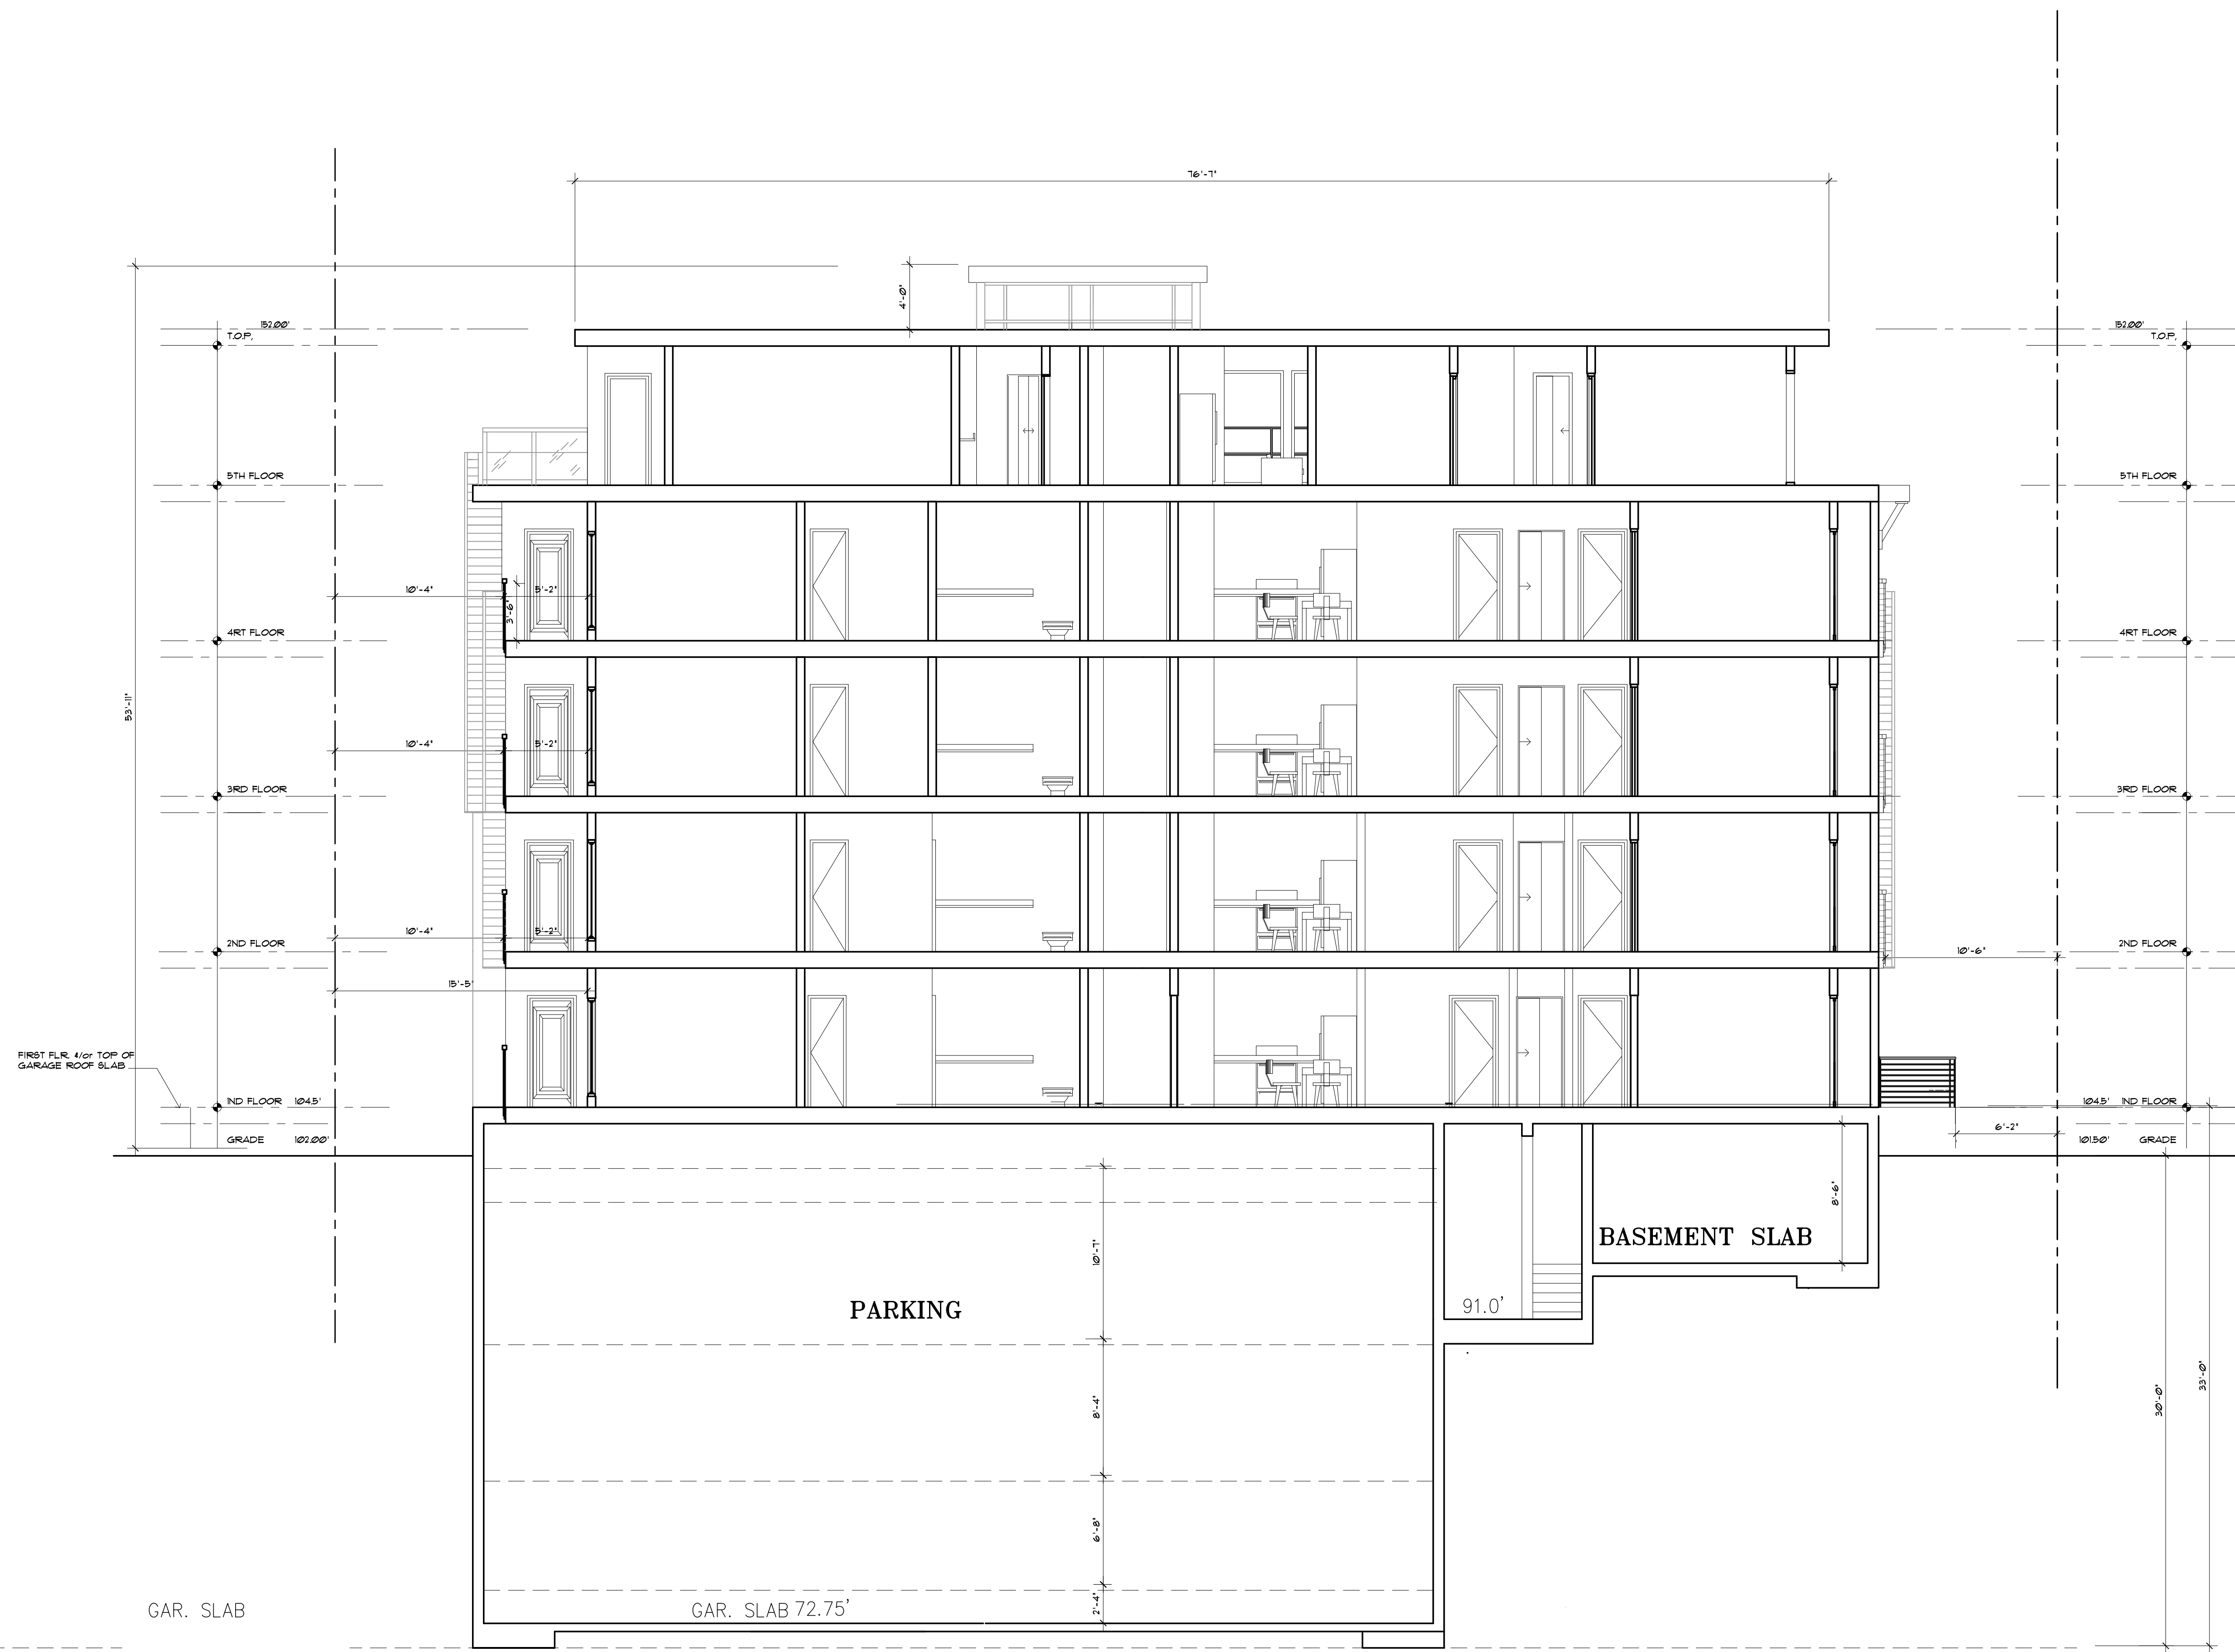 76'-7"
4'-0"
152.00'
T.O.P,
152.00'
T.O.P,
5TH FLOOR
5TH FLOOR
10'-4"
5'-2"
3'-6"
4RT FLOOR
4RT FLOOR
53'-11"
10'-4"
5'-2"
3RD FLOOR
3RD FLOOR
10'-4"
5'-2"
2ND FLOOR
10'-6"
2ND FLOOR
15'-5"
FIRST FLR. &/or TOP OF
GARAGE ROOF SLAB
1ND FLOOR 104.5'
104.5' 1ND FLOOR
GRADE 102.00'
6'-2"
101.50' GRADE
8'-6"
BASEMENT SLAB
10'-7"
PARKING
91.0'
8'-4"
30'-0"
33'-0"
6'-8"
2'-4"
GAR. SLAB
GAR. SLAB 72.75'